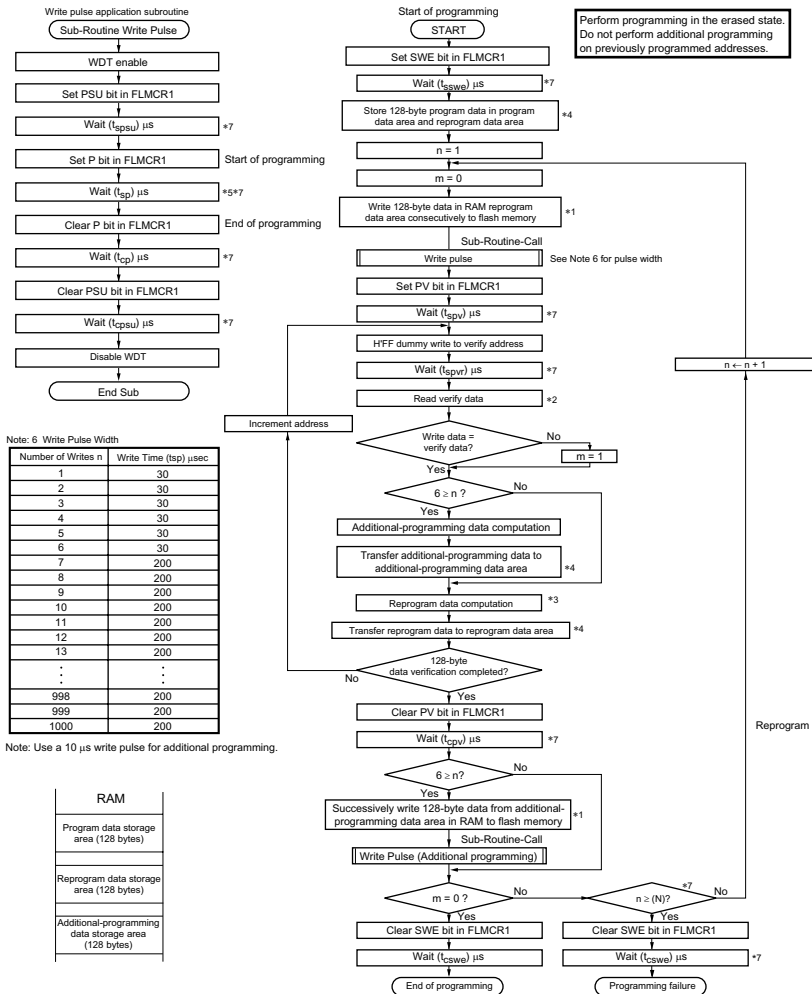 Write pulse application subroutine
Sub-Routine Write Pulse
WDT enable
Set PSU bit in FLMCR1
Wait (tspsu) μs
*7
Set P bit in FLMCR1
Start of programming
Wait (tsp) μs
*5*7
Clear P bit in FLMCR1
End of programming
Wait (tcp) μs
*7
Clear PSU bit in FLMCR1
Wait (tcpsu) μs
*7
Disable WDT
End Sub
Note: 6 Write Pulse Width
Number of Writes n Write Time (tsp) μsec
1 30
2 30
3 30
4 30
5 30
6 30
7 200
8 200
9 200
10 200
11 200
12 200
13 200
998 200
999 200
1000 200
Note: Use a 10 μs write pulse for additional programming.
RAM
Program data storage
area (128 bytes)
Reprogram data storage
area (128 bytes)
Additional-programming
data storage area
(128 bytes)
Start of programming
START
Perform programming in the erased state.
Do not perform additional programming
on previously programmed addresses.
Set SWE bit in FLMCR1
Wait (tsswe) μs
*7
Store 128-byte program data in program
data area and reprogram data area
*4
n = 1
m = 0
Write 128-byte data in RAM reprogram
data area consecutively to flash memory
*1
Sub-Routine-Call
Write pulse
See Note 6 for pulse width
Set PV bit in FLMCR1
Wait (tspv) μs
*7
H'FF dummy write to verify address
Wait (tspvr) μs
*7
n ← n + 1
Read verify data
*2
Increment address
Write data =
verify data?
No
m = 1
Yes
6 ≥ n ?
No
Yes
Additional-programming data computation
Transfer additional-programming data to
additional-programming data area
*4
Reprogram data computation
*3
Transfer reprogram data to reprogram data area
*4
128-byte
data verification completed?
No
Yes
Clear PV bit in FLMCR1
Reprogram
Wait (tcpv) μs
*7
6 ≥ n?
No
Yes
Successively write 128-byte data from additional-
programming data area in RAM to flash memory
*1
Sub-Routine-Call
Write Pulse (Additional programming)
m = 0 ?
No
n ≥ (N)?
*7
No
Yes
Yes
Clear SWE bit in FLMCR1
Clear SWE bit in FLMCR1
Wait (tcswe) μs
Wait (tcswe) μs
*7
End of programming
Programming failure